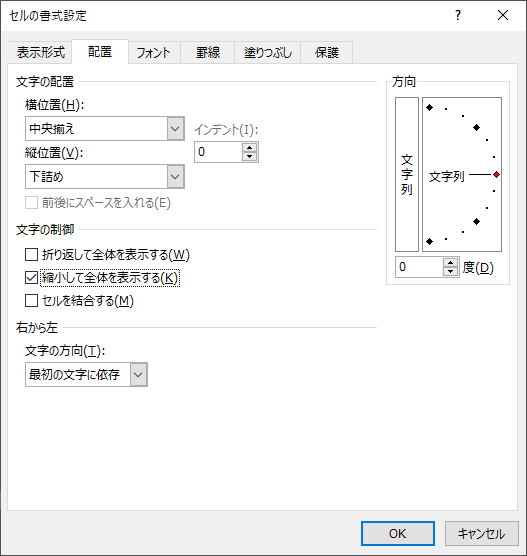 セルの書式設定
表示形式 配置 フォント 罫線 塗りつぶし 保護
文字の配置
横位置(H):
中央揃え
インデント(I):
縦位置(V):
0
下詰め
前後にスペースを入れる(E)
文字の制御
折り返して全体を表示する(W)
縮小して全体を表示する(K)
セルを結合する(M)
右から左
文字の方向(T):
最初の文字に依存
方向
文字列
文字列
0 度(D)
OK キャンセル